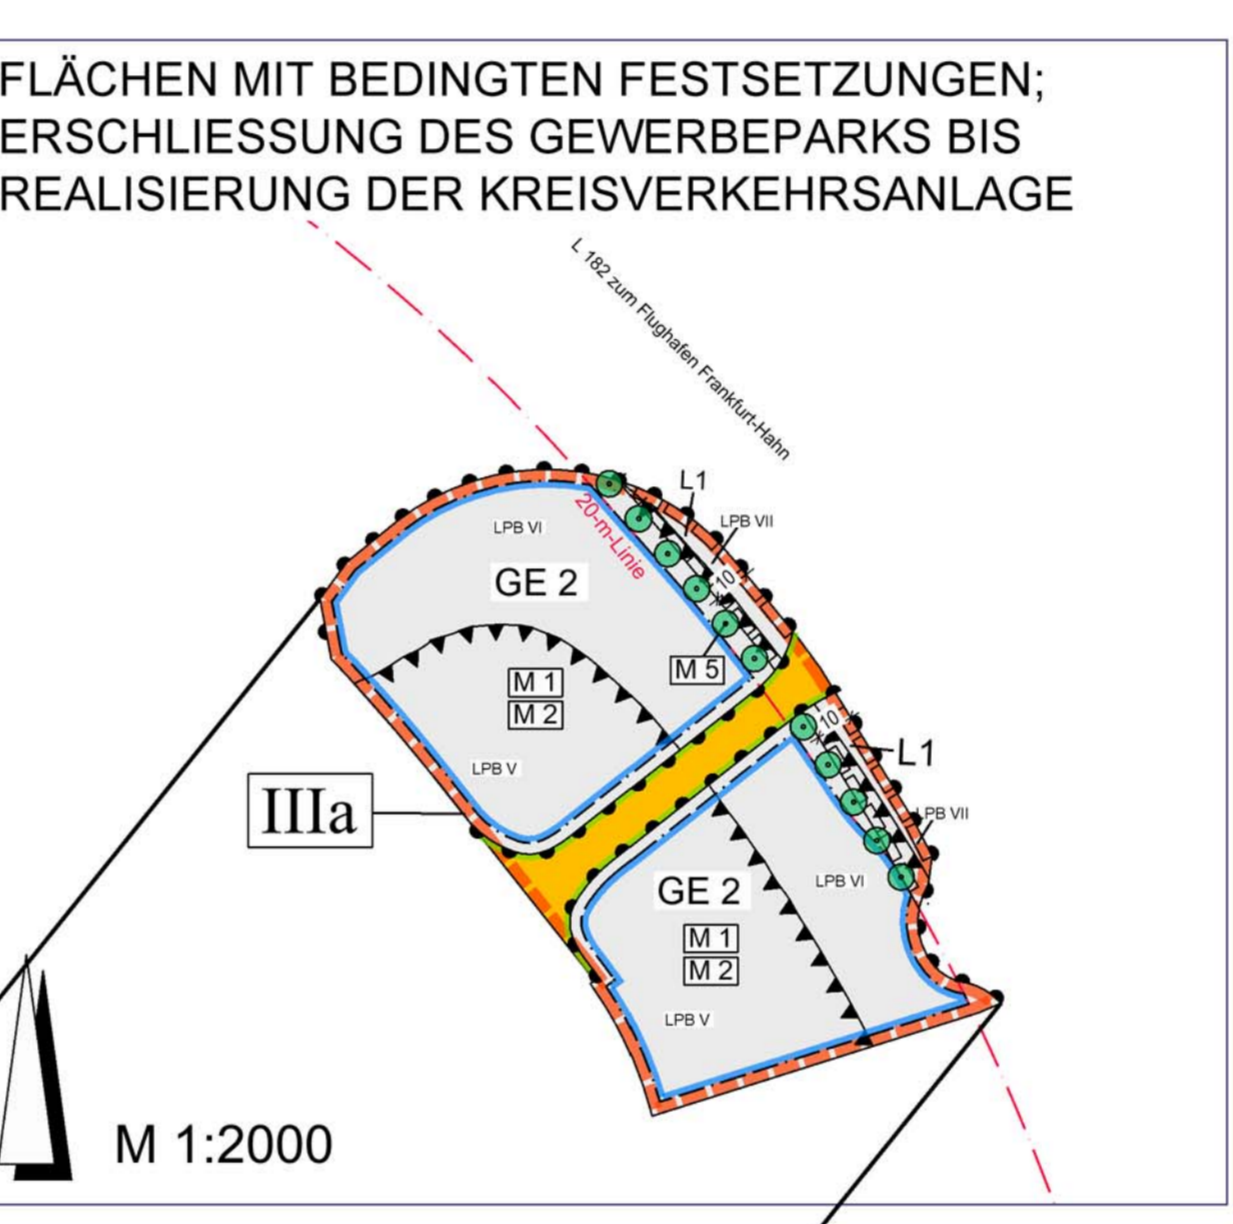 FLÄCHEN MIT BEDINGTEN FESTSETZUNGEN;
ERSCHLIESSUNG DES GEWERBEPARKS BIS
REALISIERUNG DER KREISVERKEHRSANLAGE
L 182 zum Flughafen Frankfurt-Hahn
L1
LPB VII
20-m-Linie
LPB VI
GE 2
10
10
M 5
M 1
M 2
LPB V
10
L1
LPB VII
IIIa
LPB VI
GE 2
M 1
M 2
LPB V
M 1:2000